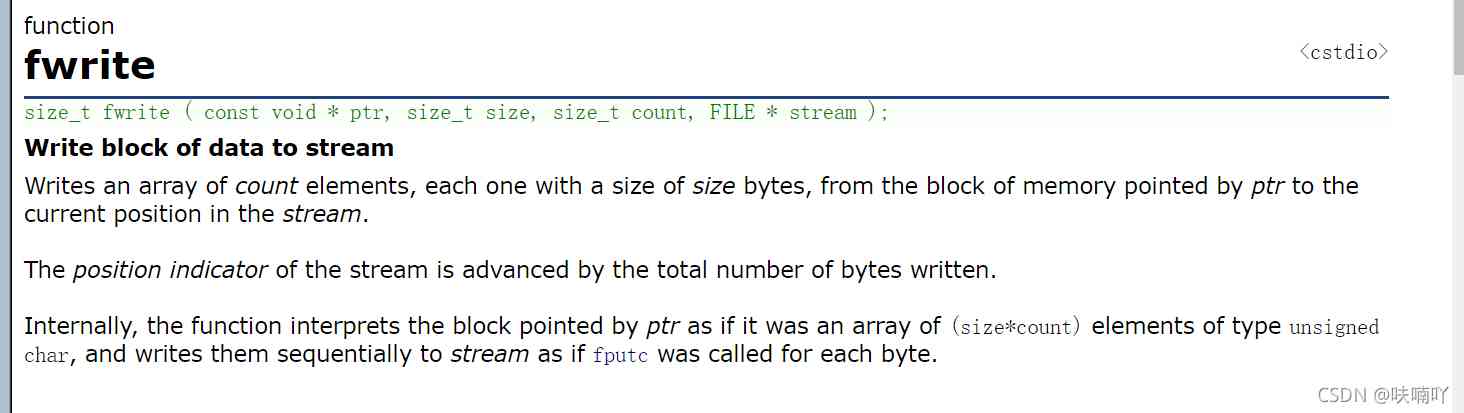 function
fwrite
<cstdio>
size_t fwrite ( const void * ptr, size_t size, size_t count, FILE * stream );
Write block of data to stream
Writes an array of count elements, each one with a size of size bytes, from the block of memory pointed by ptr to the
current position in the stream.
The position indicator of the stream is advanced by the total number of bytes written.
Internally, the function interprets the block pointed by ptr as if it was an array of (size*count) elements of type unsigned
char, and writes them sequentially to stream as if fputc was called for each byte.
CSDN @呋喃吖